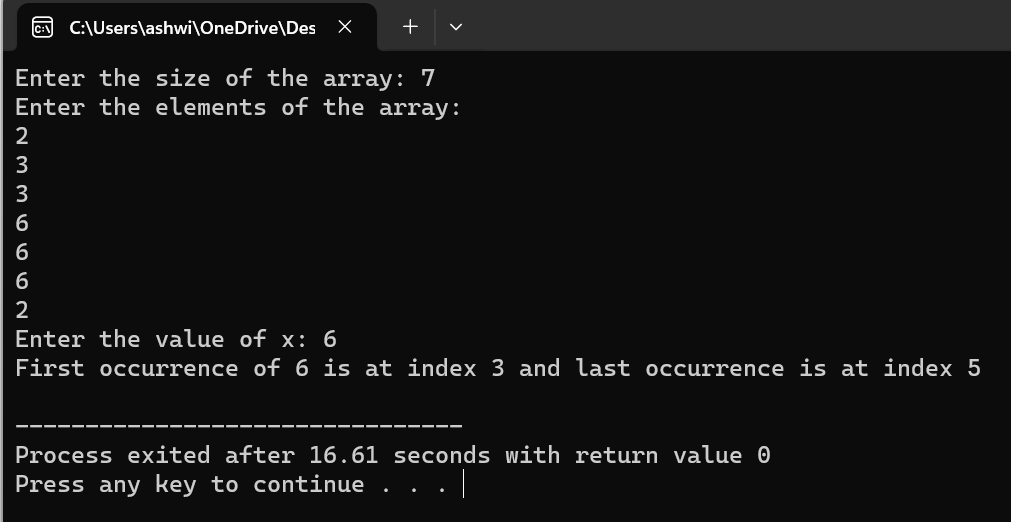 C:\Users\ashwi\OneDrive\Des
Enter the size of the array: 7
Enter the elements of the array:
2
3
3
6
6
6
2
Enter the value of x: 6
First occurrence of 6 is at index 3 and last occurrence is at index 5
--------------------------------
Process exited after 16.61 seconds with return value 0
Press any key to continue . . .